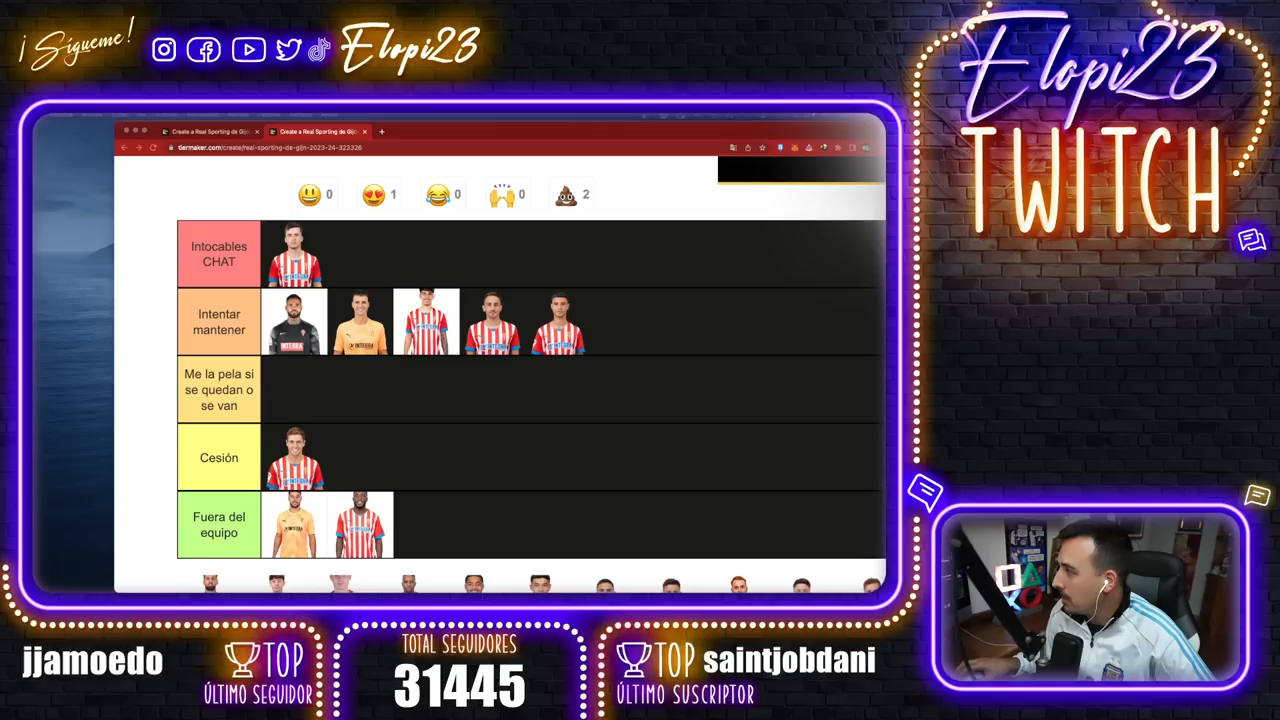 ¡ Sígueme!
Elopi23
Elopi23
TWITCH
Create a Real Sporting de Gijó
Create a Real Sporting de Gijó
tiermaker.com/create/real-sporting-de-gijn-2023-24-323326
0
1
0
0
2
Intocables
CHAT
Intentar
mantener
Me la pela si
se quedan o
se van
Cesión
Fuera del
equipo
INTEGRA
jjamoedo
TOP
ÚLTIMO SEGUIDOR
TOTAL SEGUIDORES
31445
TOP
saintjobdani
ÚLTIMO SUSCRIPTOR